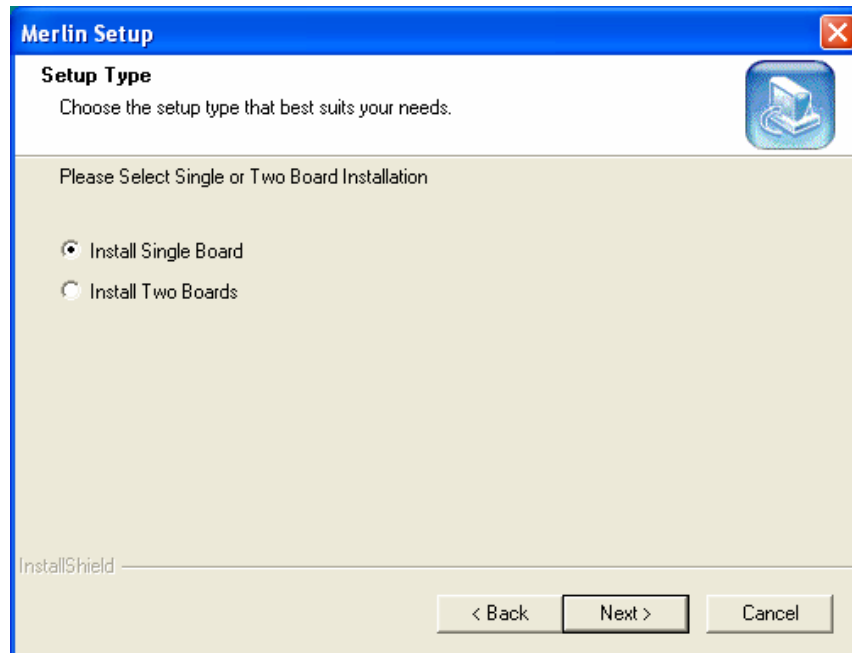 Merlin Setup
Setup Type
Choose the setup type that best suits your needs.
Please Select Single or Two Board Installation
Install Single Board
Install Two Boards
InstallShield
< Back
Next >
Cancel